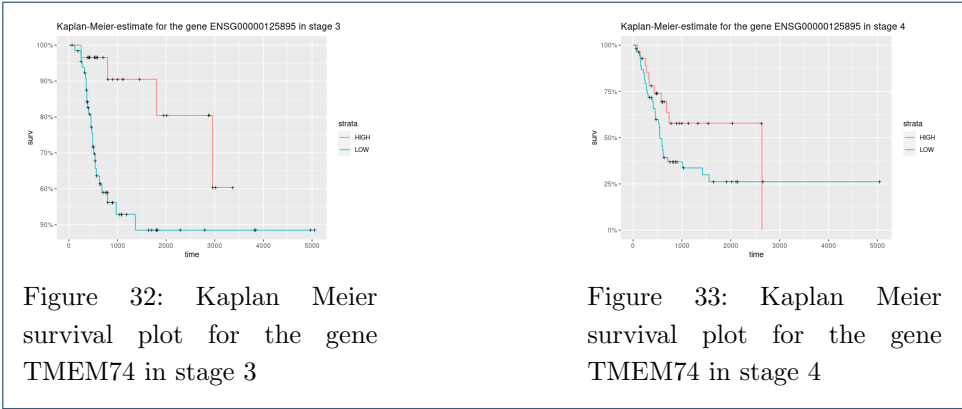 Kaplan-Meier-estimate for the gene ENSG00000125895 in stage 3
100%
90%
80%
70%
60%
50%
surv
0
1000
2000
3000
4000
5000
time
strata
HIGH
LOW
Figure 32: Kaplan Meier
survival plot for the gene
TMEM74 in stage 3
Kaplan-Meier-estimate for the gene ENSG00000125895 in stage 4
100%
75%
50%
25%
0%
surv
0
1000
2000
3000
4000
5000
time
strata
HIGH
LOW
Figure 33: Kaplan Meier
survival plot for the gene
TMEM74 in stage 4